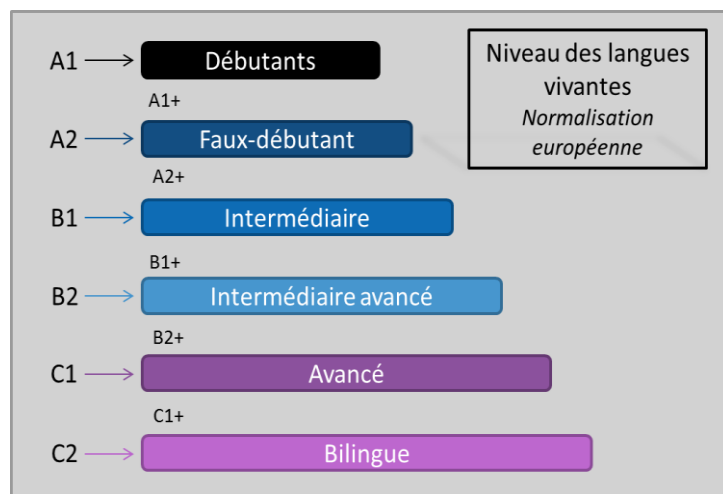 Niveau des langues
vivantes
Normalisation
européenne
A1 Débutants
A1+
A2 Faux-débutant
A2+
B1 Intermédiaire
B1+
B2 Intermédiaire avancé
B2+
C1 Avancé
C1+
C2 Bilingue